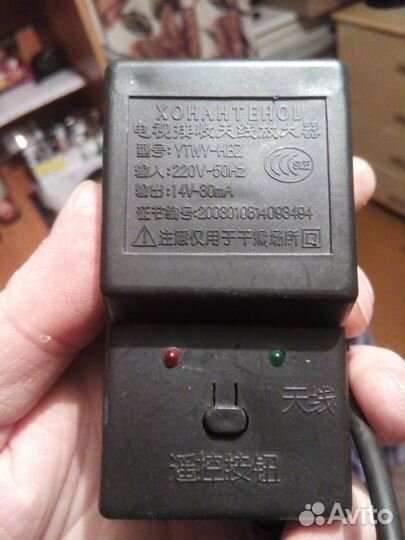 XOHAHTEHOL
电视接收天线放大器
型号: YTWY-HBZ
输入: 220V-50HZ
输出: 14V-80mA
证书编号: 2003010614093494
注意仅用于干燥场所
天线
遥控按钮
Avito